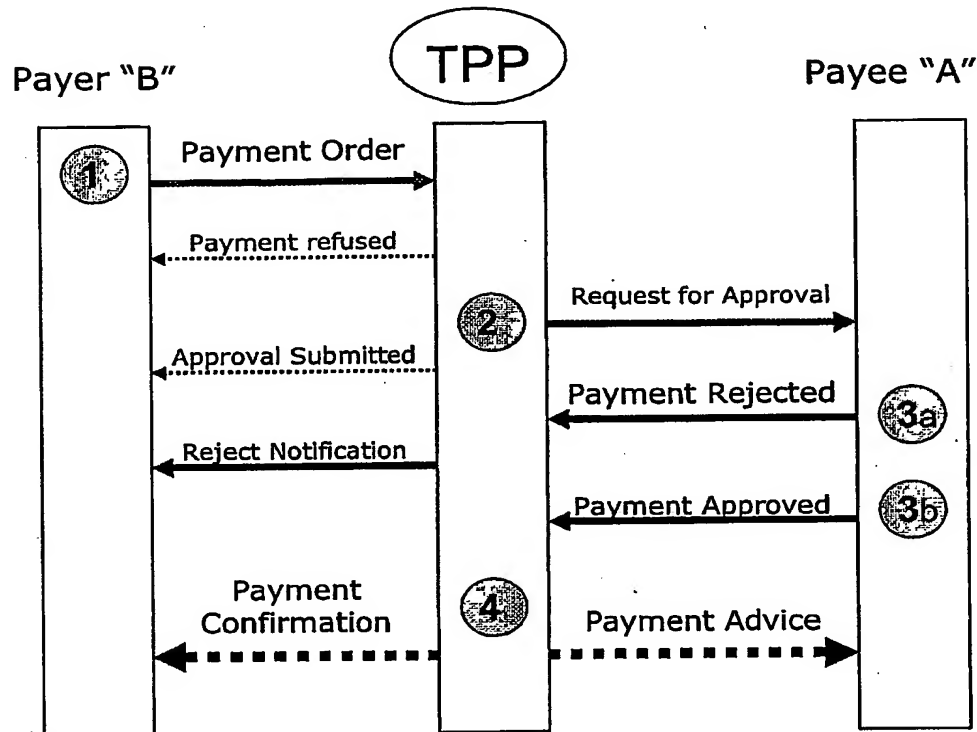 TPP
Payer “B”
Payee “A”
1
Payment Order
Payment refused
2
Request for Approval
Approval Submitted
Payment Rejected
3a
Reject Notification
Payment Approved
3b
Payment
Confirmation
4
Payment Advice